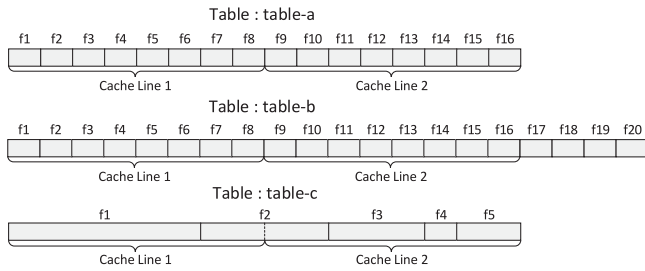 Table : table-a
f1 f2 f3 f4 f5 f6 f7 f8 f9 f10 f11 f12 f13 f14 f15 f16
Cache Line 1 Cache Line 2
Table : table-b
f1 f2 f3 f4 f5 f6 f7 f8 f9 f10 f11 f12 f13 f14 f15 f16 f17 f18 f19 f20
Cache Line 1 Cache Line 2
Table : table-c
f1 f2 f3 f4 f5
Cache Line 1 Cache Line 2